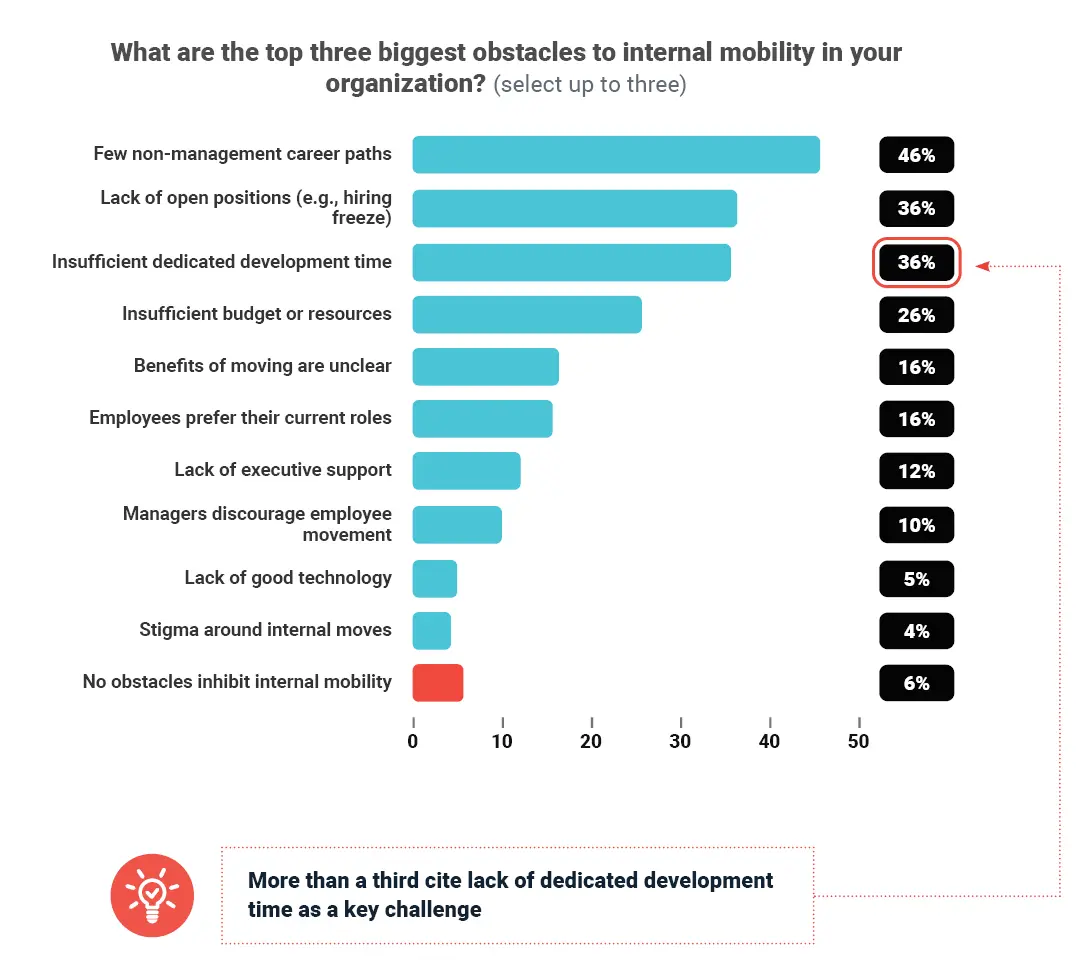 What are the top three biggest obstacles to internal mobility in your
organization? (select up to three)
Few non-management career paths
46%
Lack of open positions (e.g., hiring
freeze)
36%
Insufficient dedicated development time
36%
Insufficient budget or resources
26%
Benefits of moving are unclear
16%
Employees prefer their current roles
16%
Lack of executive support
12%
Managers discourage employee
movement
10%
Lack of good technology
5%
Stigma around internal moves
4%
No obstacles inhibit internal mobility
6%
0 10 20 30 40 50
More than a third cite lack of dedicated development
time as a key challenge